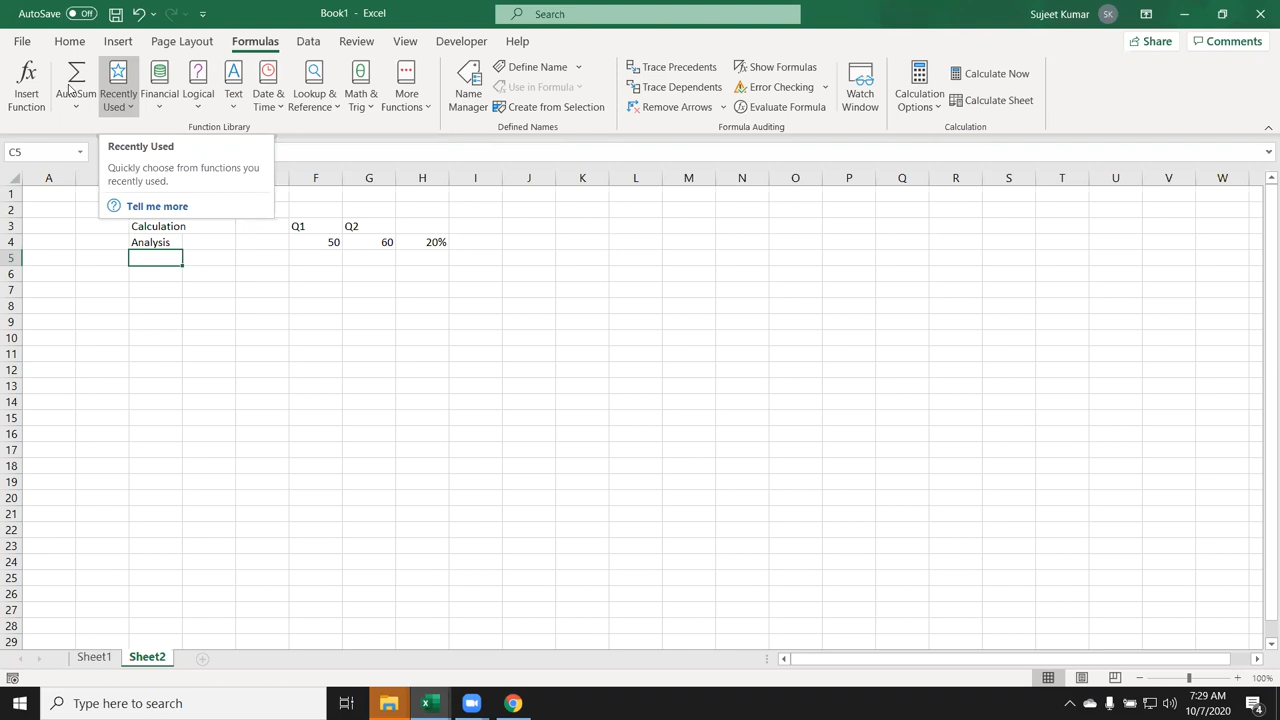 AutoSave Off Book1 - Excel Search Sujeet Kumar SK
File Home Insert Page Layout Formulas Data Review View Developer Help Share Comments
Insert Function AutoSum Recently Used Financial Logical Text Date & Time Lookup & Reference Math & Trig More Functions
Function Library
Name Manager Define Name Use in Formula Create from Selection
Defined Names
Trace Precedents Trace Dependents Remove Arrows Show Formulas Error Checking Evaluate Formula Watch Window
Formula Auditing
Calculation Options Calculate Now Calculate Sheet
Calculation
C5
Recently Used
Quickly choose from functions you
recently used.
Tell me more
A F G H I J K L M N O P Q R S T U V W
1
2
3 Calculation Q1 Q2
4 Analysis 50 60 20%
5
6
7
8
9
10
11
12
13
14
15
16
17
18
19
20
21
22
23
24
25
26
27
28
29
Sheet1 Sheet2
100%
Type here to search
7:29 AM
10/7/2020
2